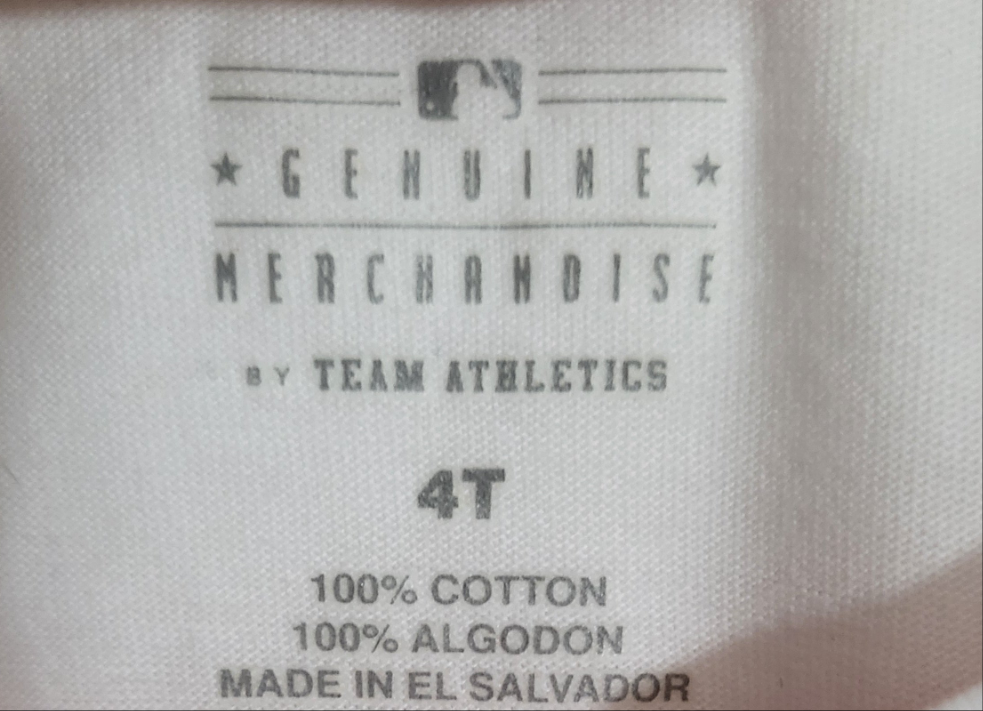 ★ GENUINE ★
MERCHANDISE
BY TEAM ATHLETICS
4T
100% COTTON
100% ALGODON
MADE IN EL SALVADOR